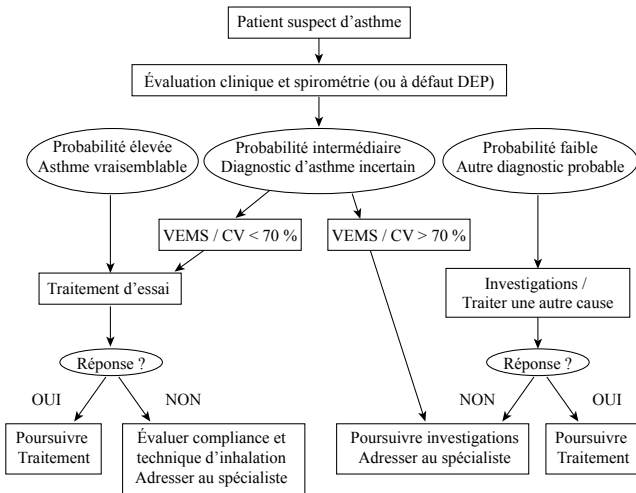 Patient suspect d'asthme
Évaluation clinique et spirométrie (ou à défaut DEP)
Probabilité élevée
Asthme vraisemblable
Probabilité intermédiaire
Diagnostic d'asthme incertain
Probabilité faible
Autre diagnostic probable
VEMS / CV < 70 %
VEMS / CV > 70 %
Traitement d'essai
Investigations /
Traiter une autre cause
Réponse ?
Réponse ?
OUI
NON
NON
OUI
Poursuivre
Traitement
Évaluer compliance et
technique d'inhalation
Adresser au spécialiste
Poursuivre investigations
Adresser au spécialiste
Poursuivre
Traitement